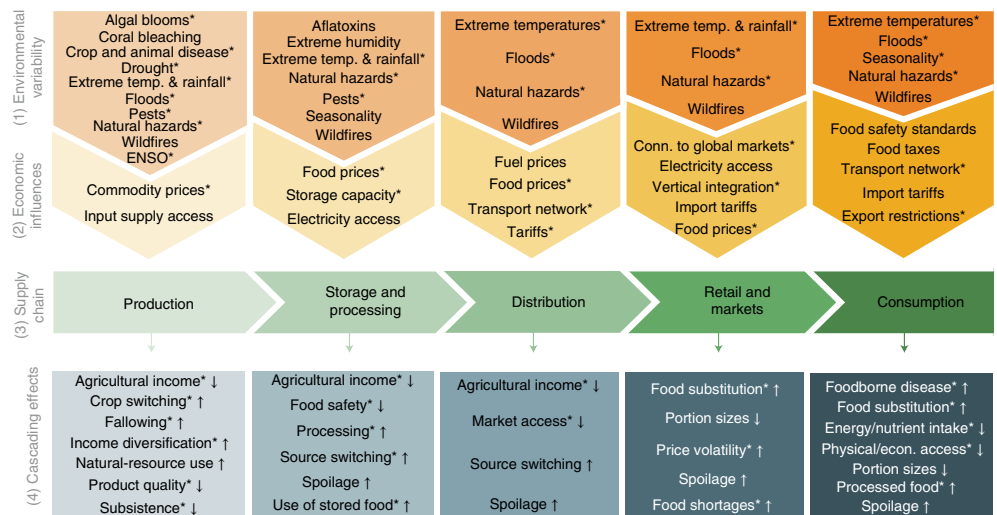 (1) Environmental
variability
Algal blooms*
Coral bleaching
Crop and animal disease*
Drought*
Extreme temp. & rainfall*
Floods*
Pests*
Natural hazards*
Wildfires
ENSO*
Aflatoxins
Extreme humidity
Extreme temp. & rainfall*
Natural hazards*
Pests*
Seasonality
Wildfires
Extreme temperatures*
Floods*
Natural hazards*
Wildfires
Extreme temp. & rainfall*
Floods*
Natural hazards*
Wildfires
Extreme temperatures*
Floods*
Seasonality*
Natural hazards*
Wildfires
(2) Economic
influences
Commodity prices*
Input supply access
Food prices*
Storage capacity*
Electricity access
Fuel prices
Food prices*
Transport network*
Tariffs*
Conn. to global markets*
Electricity access
Vertical integration*
Import tariffs
Food prices*
Food safety standards
Food taxes
Transport network*
Import tariffs
Export restrictions*
(3) Supply
chain
Production
Storage and
processing
Distribution
Retail and
markets
Consumption
(4) Cascading effects
Agricultural income* ↓
Crop switching* ↑
Fallowing* ↑
Income diversification* ↑
Natural-resource use ↑
Product quality* ↓
Subsistence* ↓
Agricultural income* ↓
Food safety* ↓
Processing* ↑
Source switching* ↑
Spoilage ↑
Use of stored food* ↑
Agricultural income* ↓
Market access* ↓
Source switching ↑
Spoilage ↑
Food substitution* ↑
Portion sizes ↓
Price volatility* ↑
Spoilage ↑
Food shortages* ↑
Foodborne disease* ↑
Food substitution* ↑
Energy/nutrient intake* ↓
Physical/econ. access* ↓
Portion sizes ↓
Processed food* ↑
Spoilage ↑